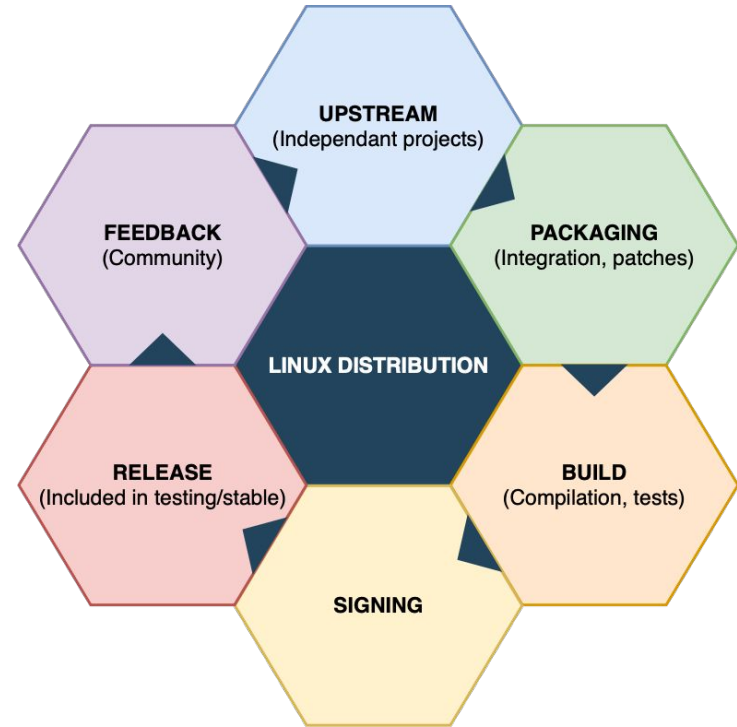 UPSTREAM
(Independant projects)
PACKAGING
(Integration, patches)
BUILD
(Compilation, tests)
SIGNING
RELEASE
(Included in testing/stable)
FEEDBACK
(Community)
LINUX DISTRIBUTION